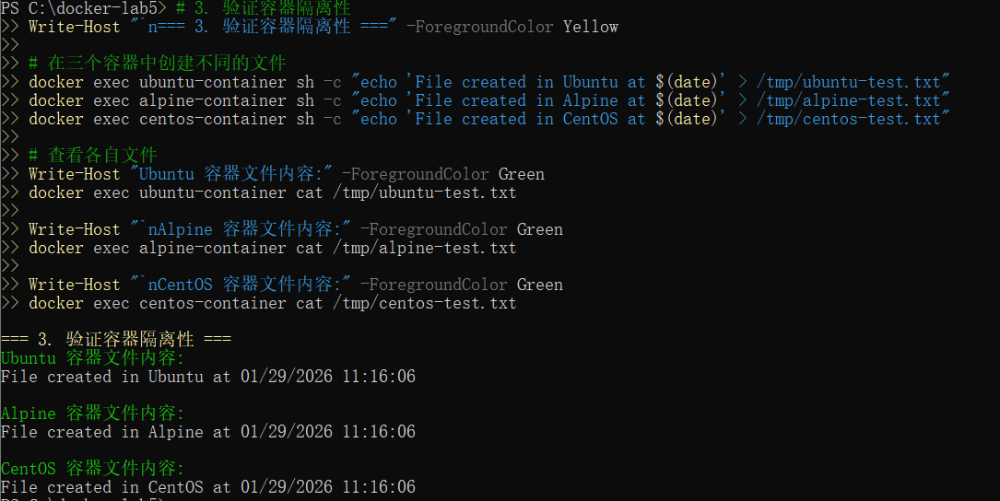 PS C:\docker-lab5> # 3. 验证容器隔离性
>> Write-Host "`n=== 3. 验证容器隔离性 ===" -ForegroundColor Yellow
>>
>> # 在三个容器中创建不同的文件
>> docker exec ubuntu-container sh -c "echo 'File created in Ubuntu at $(date)' > /tmp/ubuntu-test.txt"
>> docker exec alpine-container sh -c "echo 'File created in Alpine at $(date)' > /tmp/alpine-test.txt"
>> docker exec centos-container sh -c "echo 'File created in CentOS at $(date)' > /tmp/centos-test.txt"
>>
>> # 查看各自文件
>> Write-Host "Ubuntu 容器文件内容:" -ForegroundColor Green
>> docker exec ubuntu-container cat /tmp/ubuntu-test.txt
>>
>> Write-Host "`nAlpine 容器文件内容:" -ForegroundColor Green
>> docker exec alpine-container cat /tmp/alpine-test.txt
>>
>> Write-Host "`nCentOS 容器文件内容:" -ForegroundColor Green
>> docker exec centos-container cat /tmp/centos-test.txt
=== 3. 验证容器隔离性 ===
Ubuntu 容器文件内容:
File created in Ubuntu at 01/29/2026 11:16:06
Alpine 容器文件内容:
File created in Alpine at 01/29/2026 11:16:06
CentOS 容器文件内容:
File created in CentOS at 01/29/2026 11:16:06
PS C:\docker-lab5>